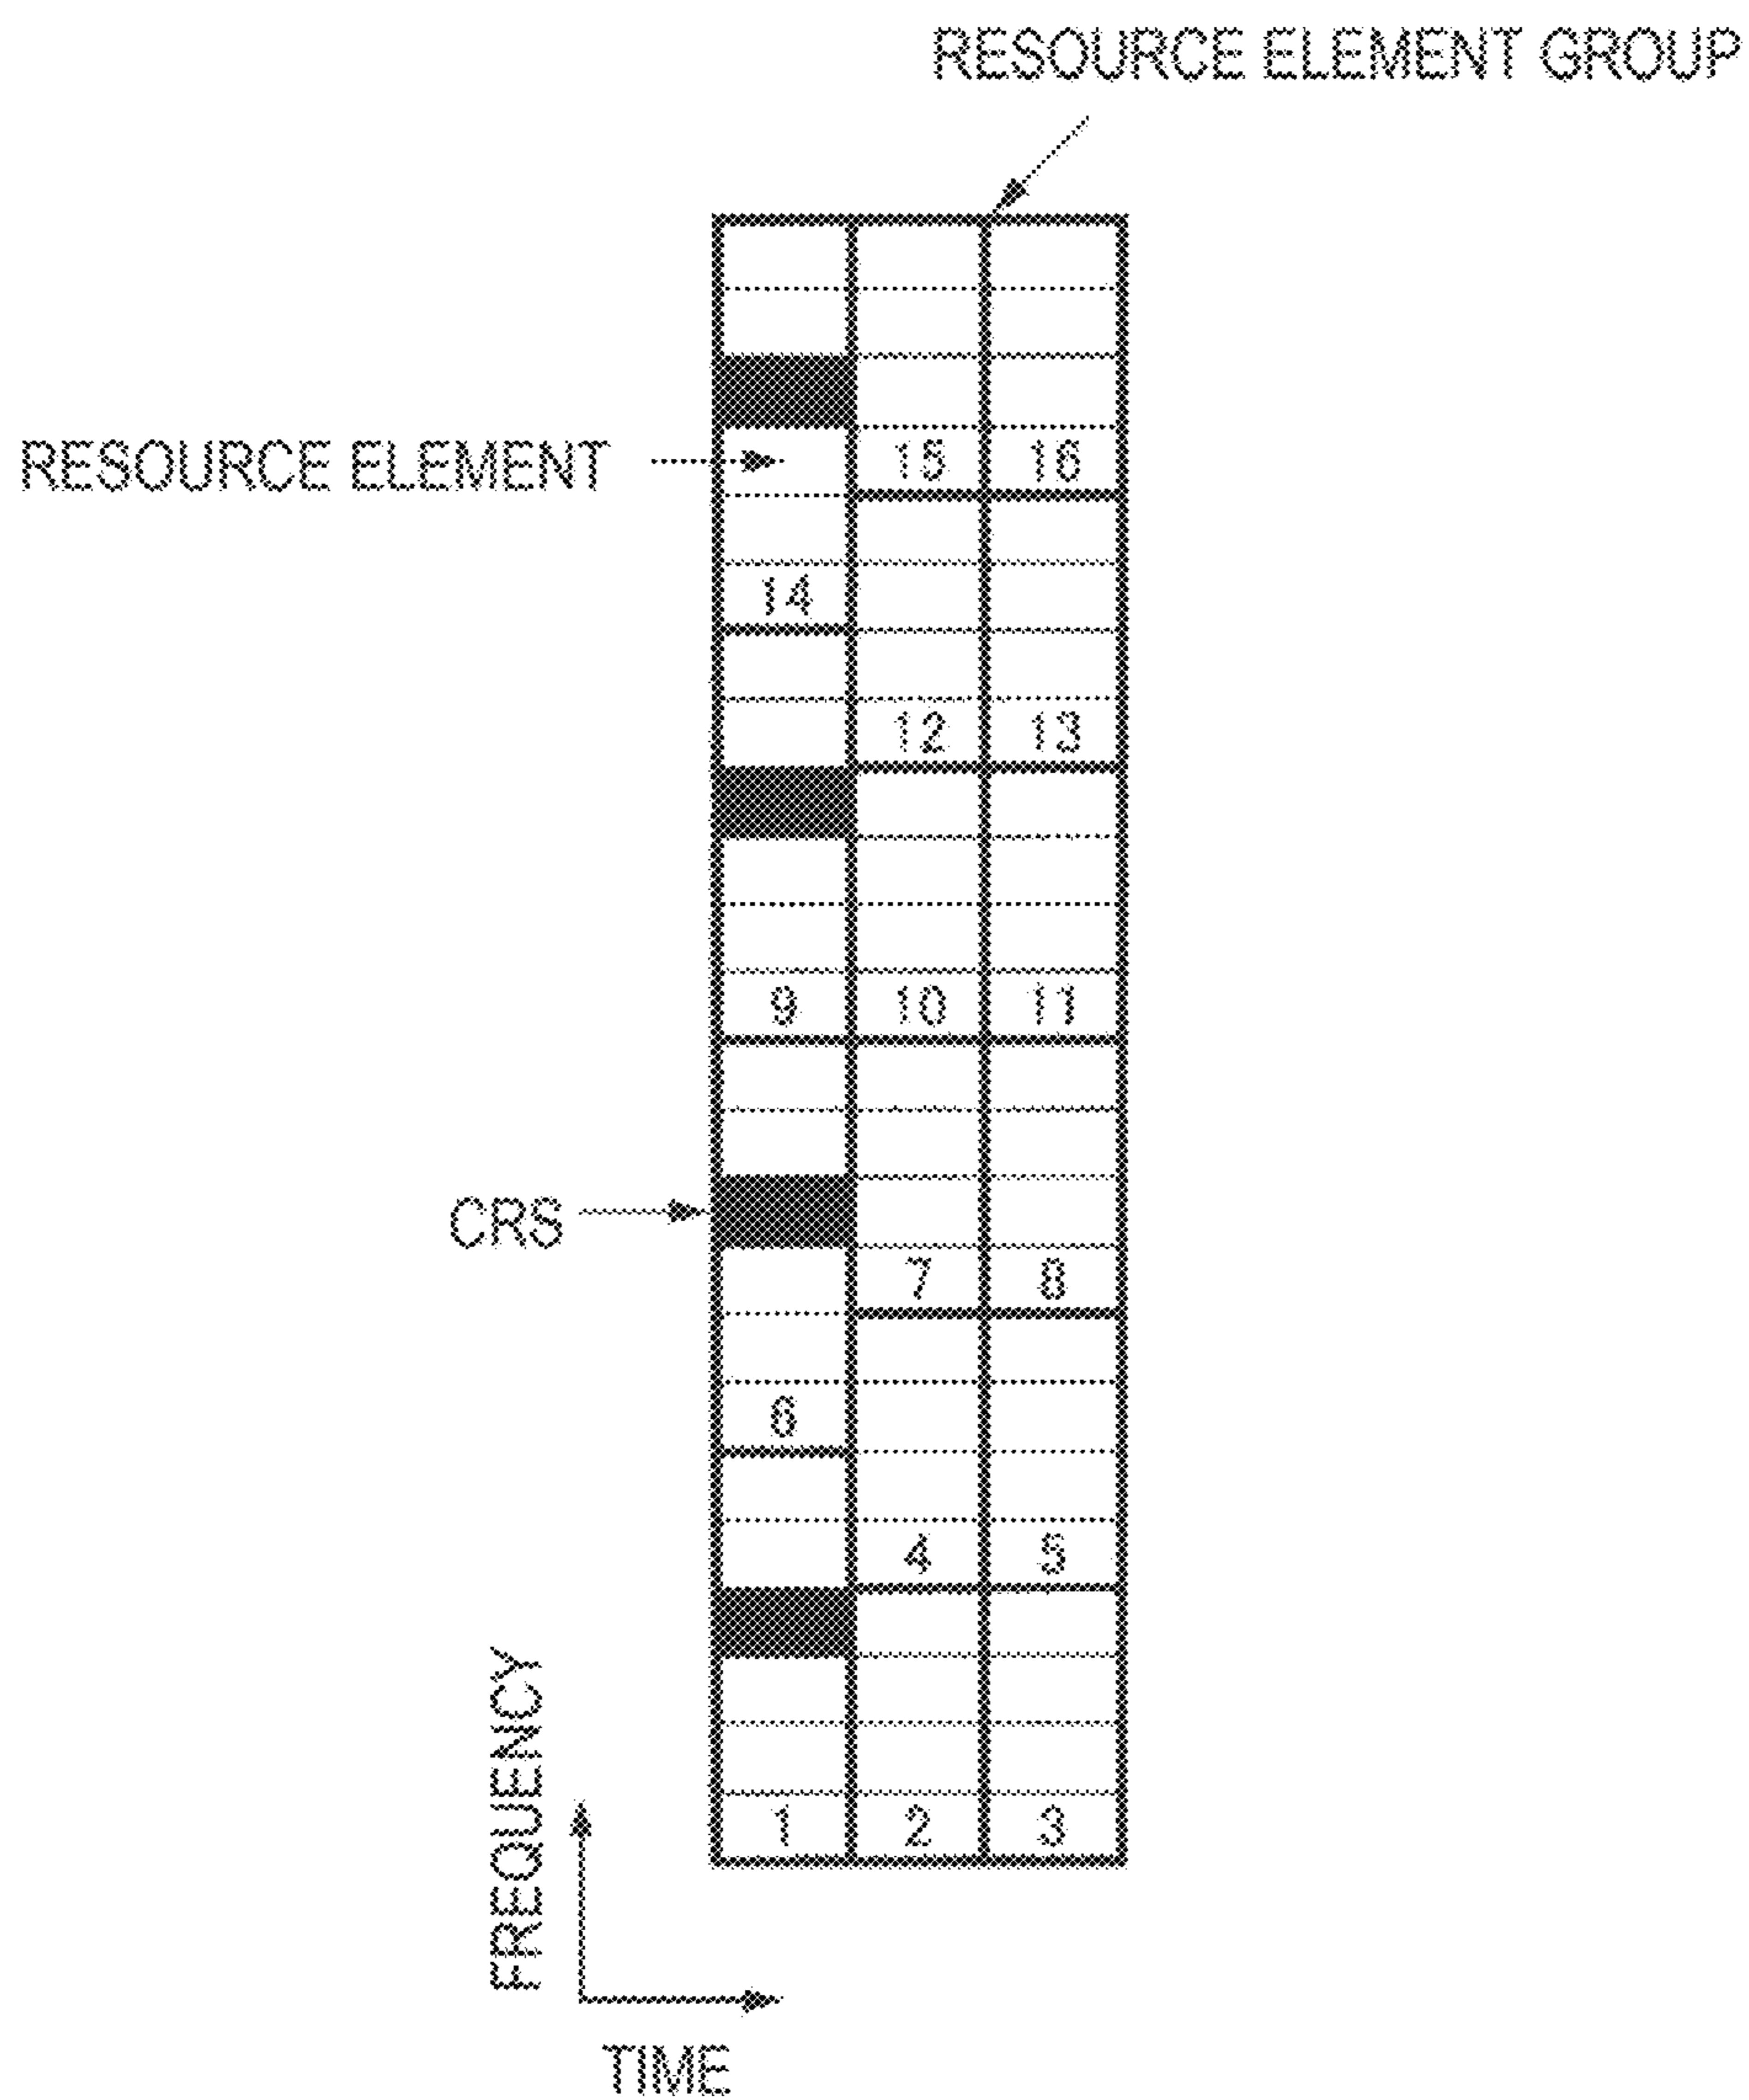 RESOURCE ELEMENT GROUP
RESOURCE ELEMENT
15 16
14
12 13
9 10 11
CRS
7 8
6
4 5
1 2 3
FREQUENCY
TIME